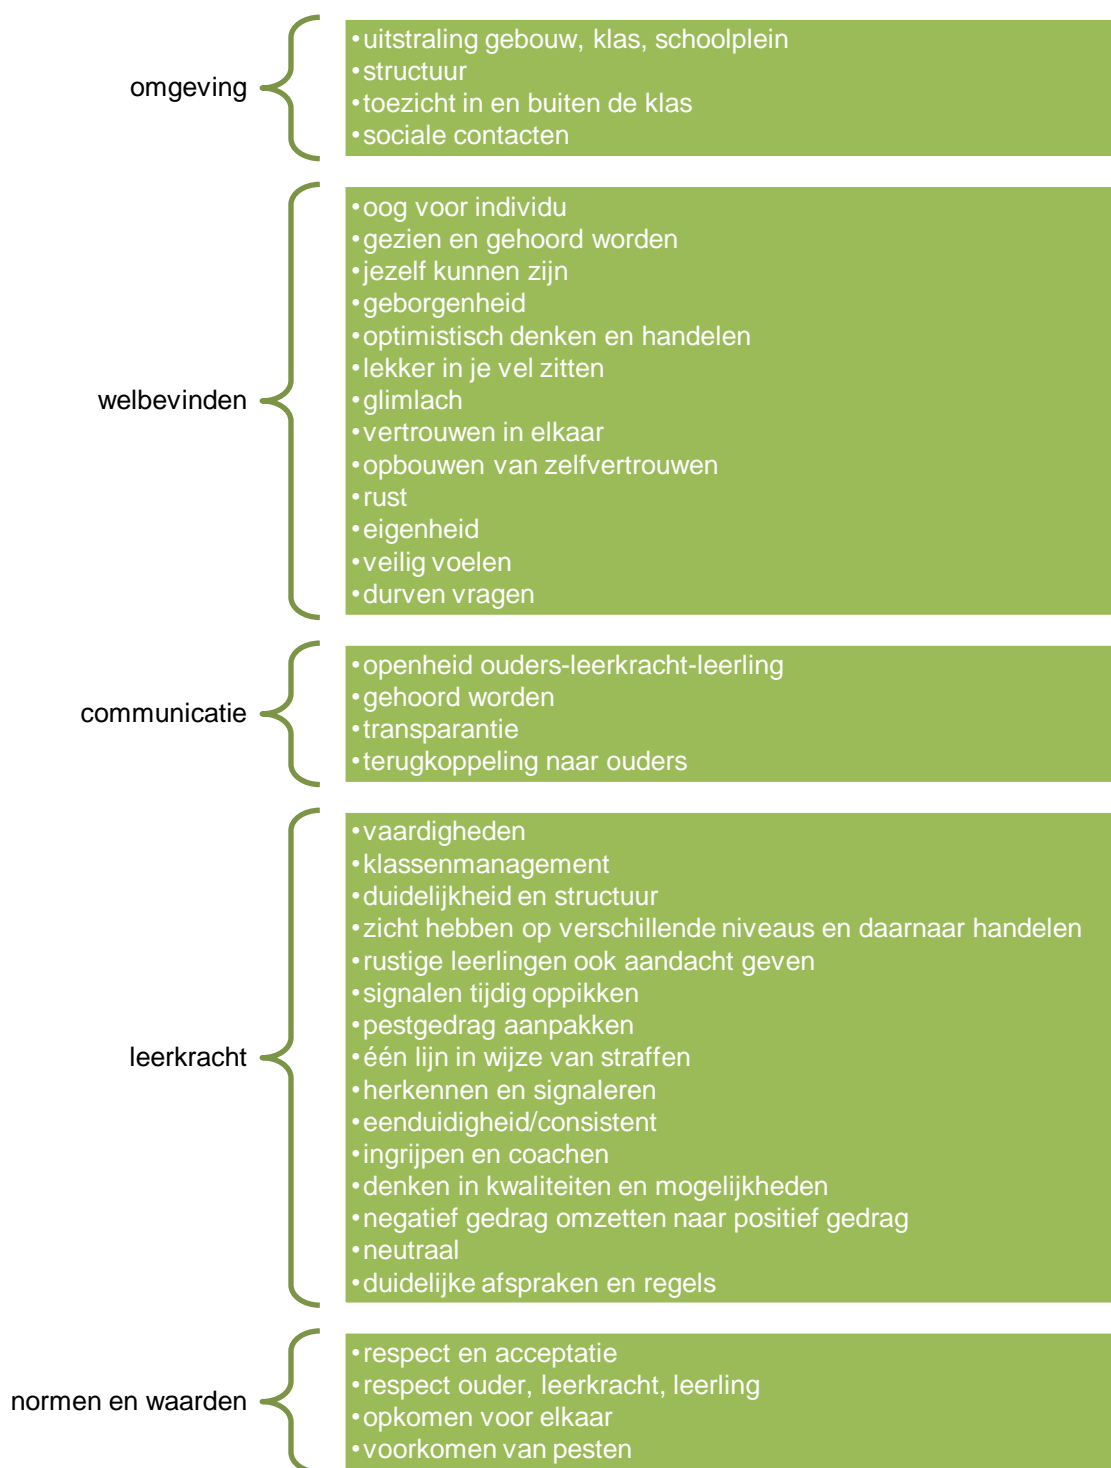 omgeving
•uitstraling gebouw, klas, schoolplein
•structuur
•toezicht in en buiten de klas
•sociale contacten
welbevinden
•oog voor individu
•gezien en gehoord worden
•jezelf kunnen zijn
•geborgenheid
•optimistisch denken en handelen
•lekker in je vel zitten
•glimlach
•vertrouwen in elkaar
•opbouwen van zelfvertrouwen
•rust
•eigenheid
•veilig voelen
•durven vragen
communicatie
•openheid ouders-leerkracht-leerling
•gehoord worden
•transparantie
•terugkoppeling naar ouders
leerkracht
•vaardigheden
•klassenmanagement
•duidelijkheid en structuur
•zicht hebben op verschillende niveaus en daarnaar handelen
•rustige leerlingen ook aandacht geven
•signalen tijdig oppikken
•pestgedrag aanpakken
•één lijn in wijze van straffen
•herkennen en signaleren
•eenduidigheid/consistent
•ingrijpen en coachen
•denken in kwaliteiten en mogelijkheden
•negatief gedrag omzetten naar positief gedrag
•neutraal
•duidelijke afspraken en regels
normen en waarden
•respect en acceptatie
•respect ouder, leerkracht, leerling
•opkomen voor elkaar
•voorkomen van pesten